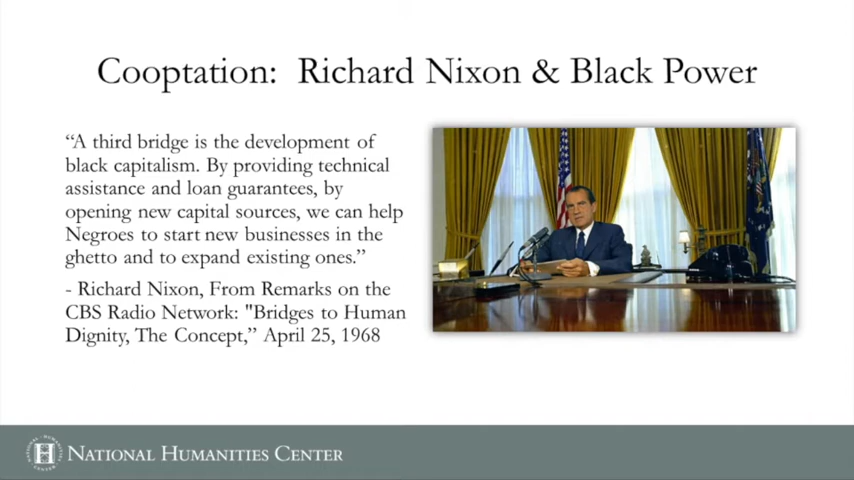 Cooptation: Richard Nixon & Black Power
“A third bridge is the development of
black capitalism. By providing technical
assistance and loan guarantees, by
opening new capital sources, we can help
Negroes to start new businesses in the
ghetto and to expand existing ones.”
- Richard Nixon, From Remarks on the
CBS Radio Network: "Bridges to Human
Dignity, The Concept,” April 25, 1968
NATIONAL HUMANITIES CENTER